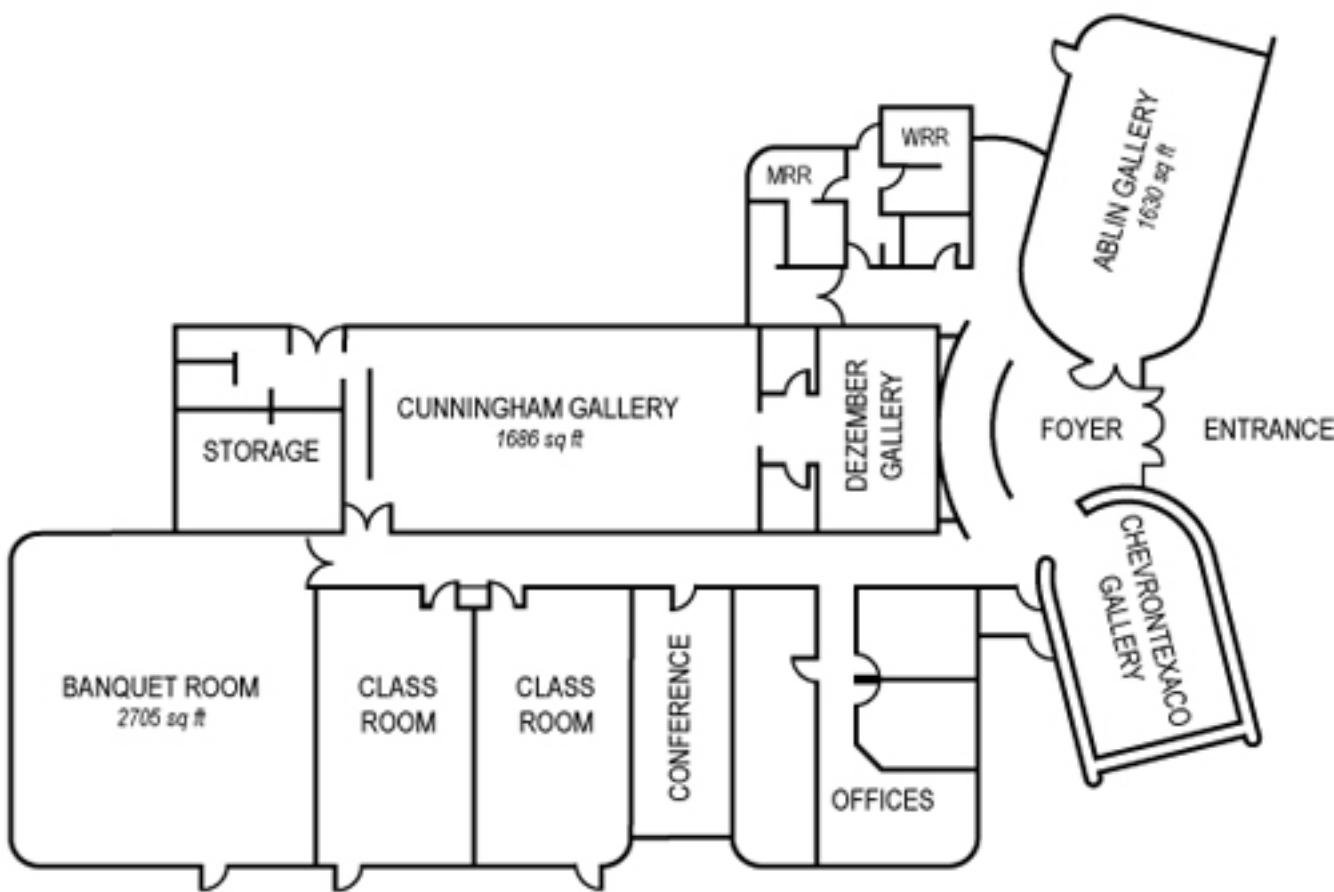 WRR
MRR
ABLIN GALLERY
1630 sq ft
CUNNINGHAM GALLERY
1686 sq ft
DEZEMBER
GALLERY
FOYER
ENTRANCE
STORAGE
CHEVRONTEXACO
GALLERY
BANQUET ROOM
2705 sq ft
CLASS
ROOM
CLASS
ROOM
CONFERENCE
OFFICES